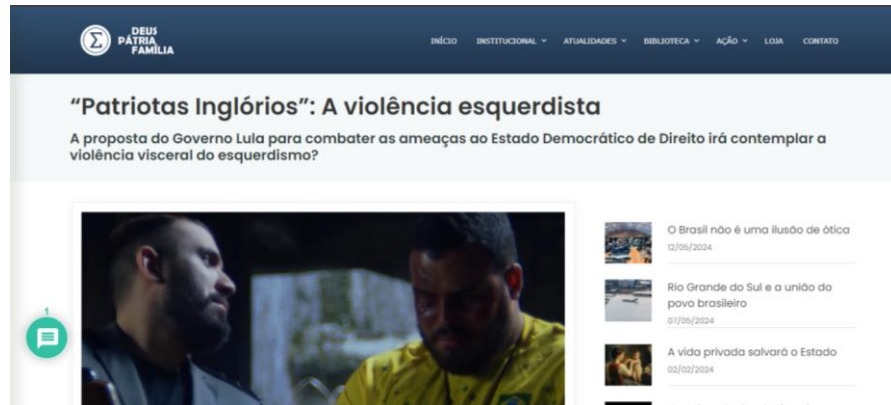 DEUS
PÁTRIA
FAMÍLIA
INÍCIO INSTITUCIONAL ATUALIDADES BIBLIOTECA AÇÃO LOJA CONTATO
“Patriotas Inglórios”: A violência esquerdista
A proposta do Governo Lula para combater as ameaças ao Estado Democrático de Direito irá contemplar a
violência visceral do esquerdismo?
O Brasil não é uma ilusão de ótica
12/05/2024
Rio Grande do Sul e a união do
povo brasileiro
07/05/2024
A vida privada salvará o Estado
02/02/2024
1